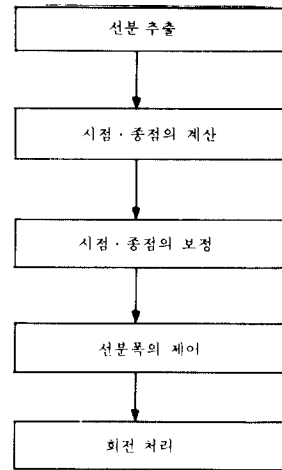 선분 추출
시점 · 종점의 계산
시점 · 종점의 보정
선분폭의 제어
회전 처리